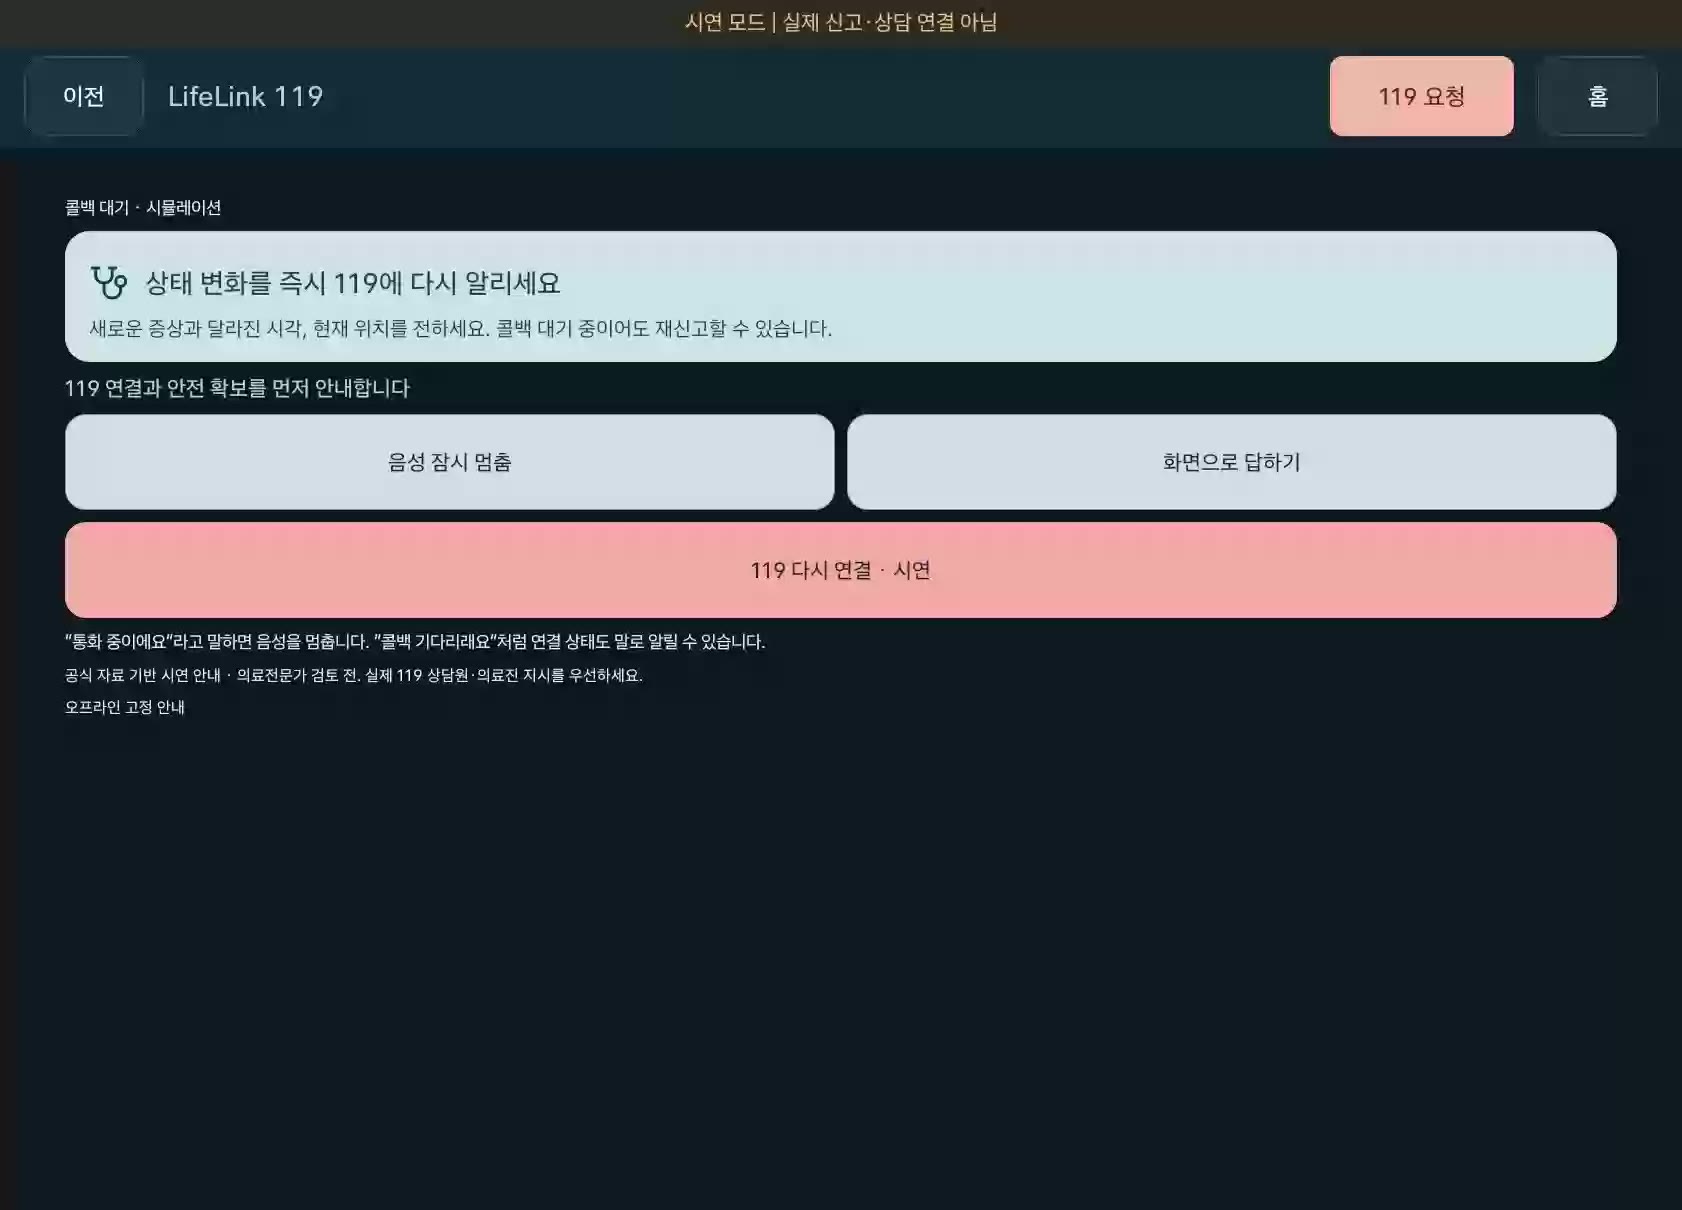 시연 모드 | 실제 신고·상담 연결 아님
이전
LifeLink 119
119 요청
홈
콜백 대기 · 시뮬레이션
상태 변화를 즉시 119에 다시 알리세요
새로운 증상과 달라진 시각, 현재 위치를 전하세요. 콜백 대기 중이어도 재신고할 수 있습니다.
119 연결과 안전 확보를 먼저 안내합니다
음성 잠시 멈춤
화면으로 답하기
119 다시 연결 · 시연
“통화 중이에요”라고 말하면 음성을 멈춥니다. “콜백 기다리래요”처럼 연결 상태도 말로 알릴 수 있습니다.
공식 자료 기반 시연 안내 · 의료전문가 검토 전. 실제 119 상담원·의료진 지시를 우선하세요.
오프라인 고정 안내